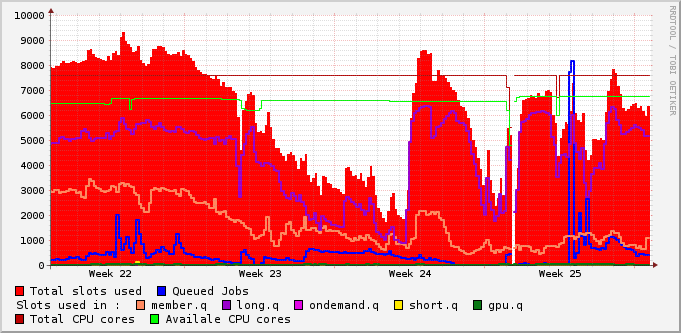 10000
9000
8000
7000
6000
5000
4000
3000
2000
1000
0
Week 22 Week 23 Week 24 Week 25
Total slots used Queued Jobs
Slots used in : member.q long.q ondemand.q short.q gpu.q
Total CPU cores Availale CPU cores
RRDTOOL / TOBI OETIKER